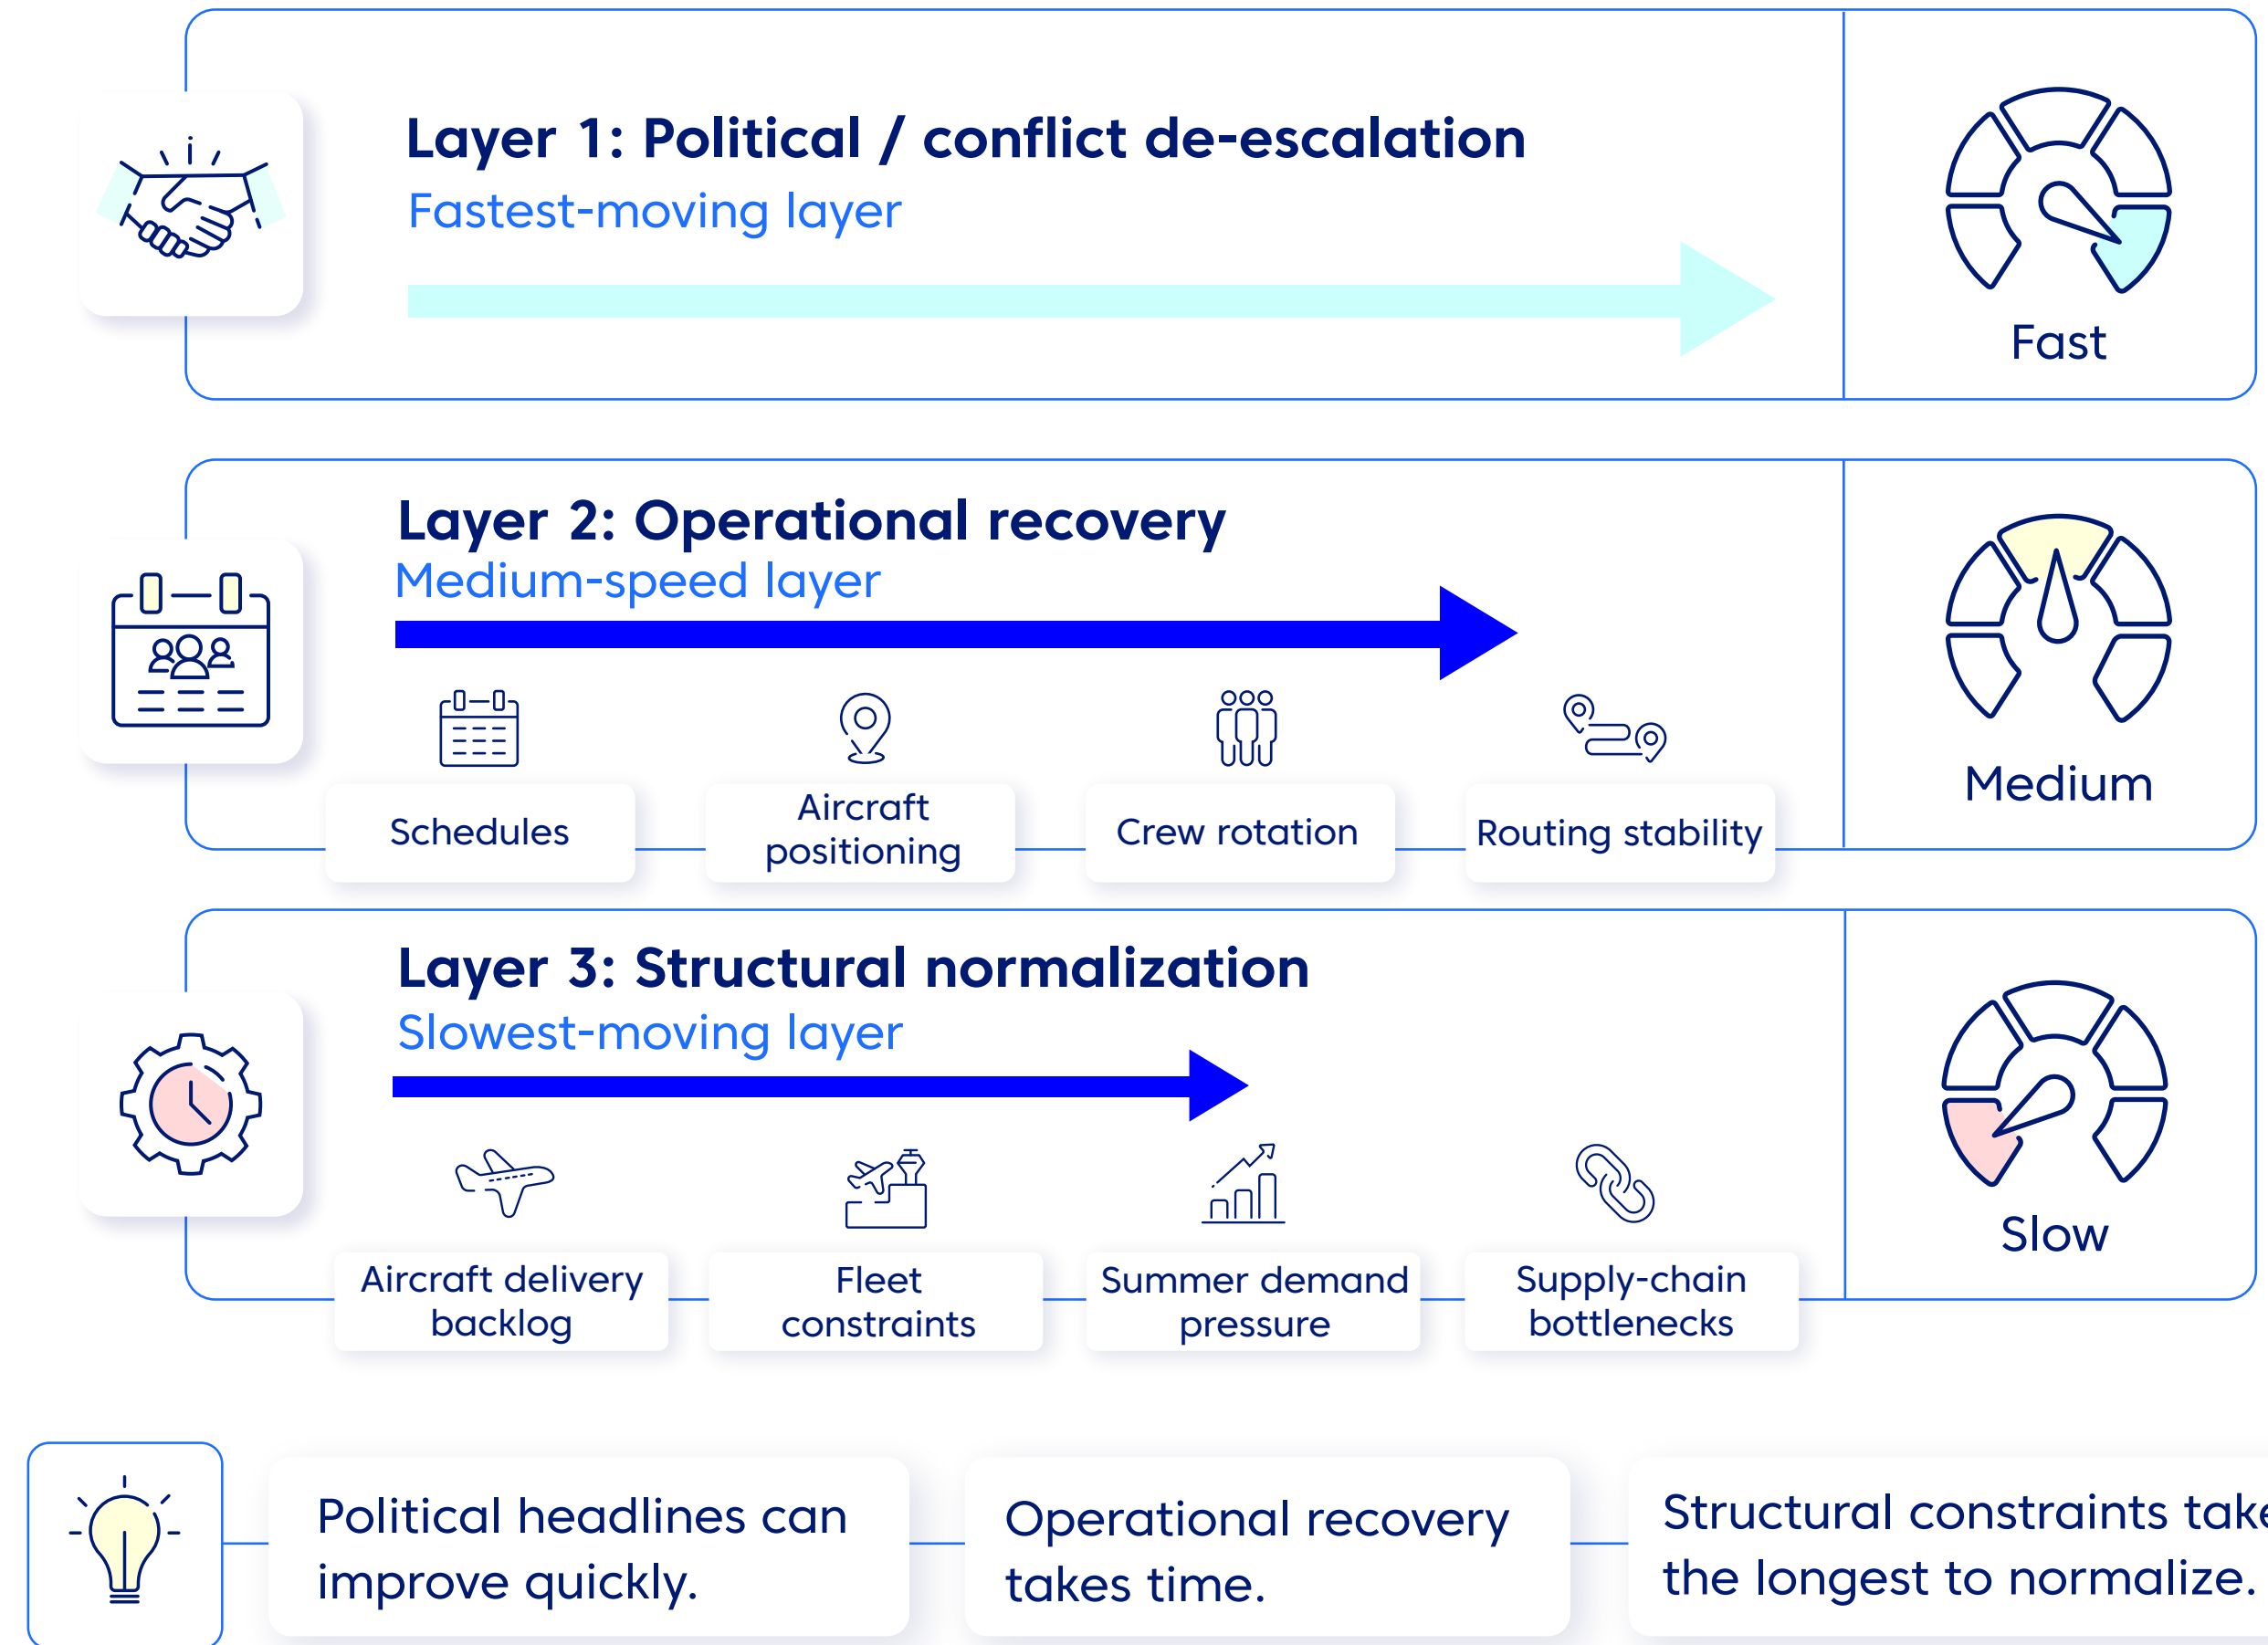 Layer 1: Political / conflict de-escalation
Fastest-moving layer
Fast
Layer 2: Operational recovery
Medium-speed layer
Medium
Schedules
Aircraft
positioning
Crew rotation
Routing stability
Layer 3: Structural normalization
Slowest-moving layer
Slow
Aircraft delivery
backlog
Fleet
constraints
Summer demand
pressure
Supply-chain
bottlenecks
Political headlines can
improve quickly.
Operational recovery
takes time.
Structural constraints take
the longest to normalize.